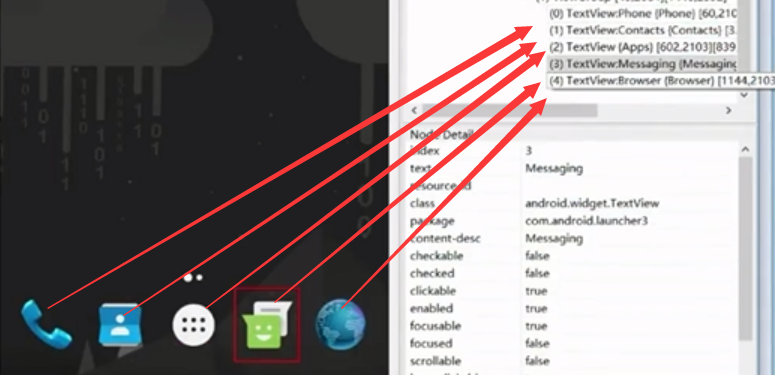 (0) TextView:Phone {Phone} [60,210
(1) TextView:Contacts {Contacts} [3
(2) TextView {Apps} [602,2103][839
(3) TextView:Messaging {Messaging
(4) TextView:Browser {Browser} [1144,2103
Node Detail
index 3
text Messaging
class android.widget.TextView
package com.android.launcher3
content-desc Messaging
checkable false
checked false
clickable true
enabled true
focusable true
focused false
scrollable false